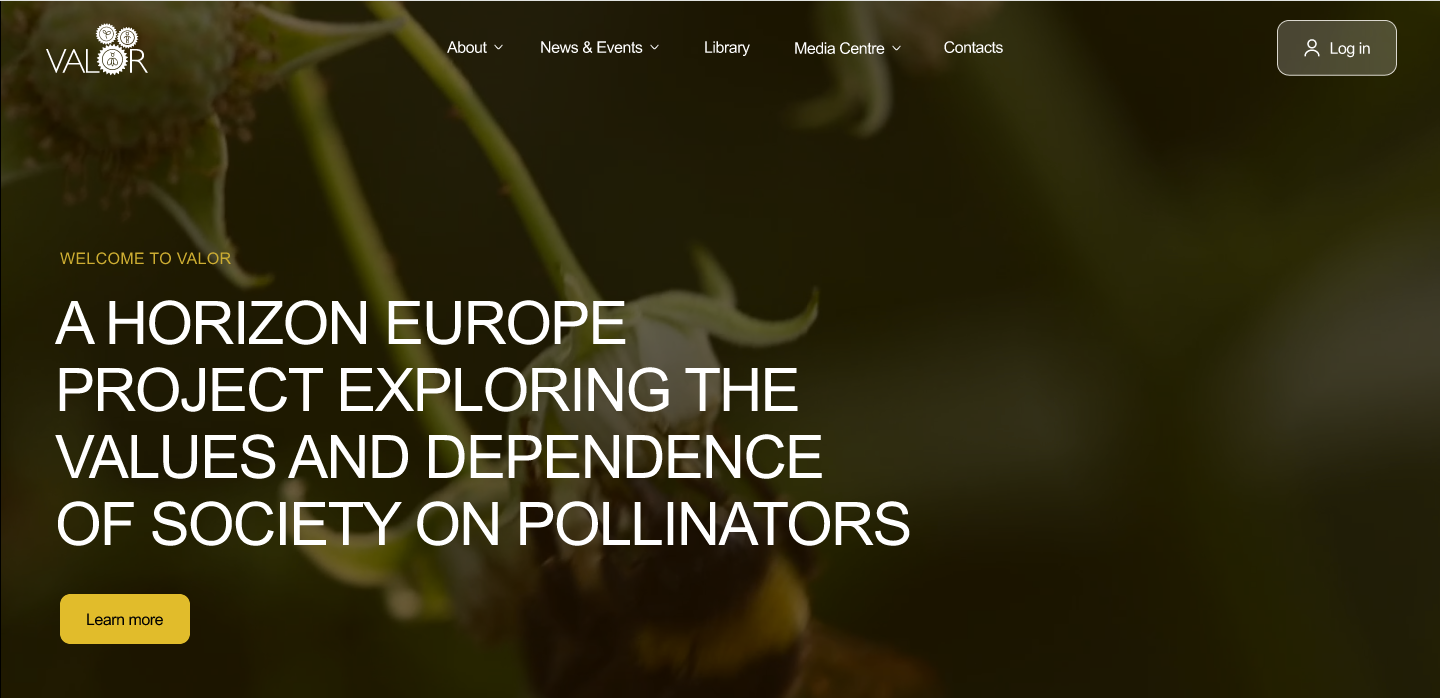 VALOR
About
News & Events
Library
Media Centre
Contacts
Log in
WELCOME TO VALOR
A HORIZON EUROPE
PROJECT EXPLORING THE
VALUES AND DEPENDENCE
OF SOCIETY ON POLLINATORS
Learn more